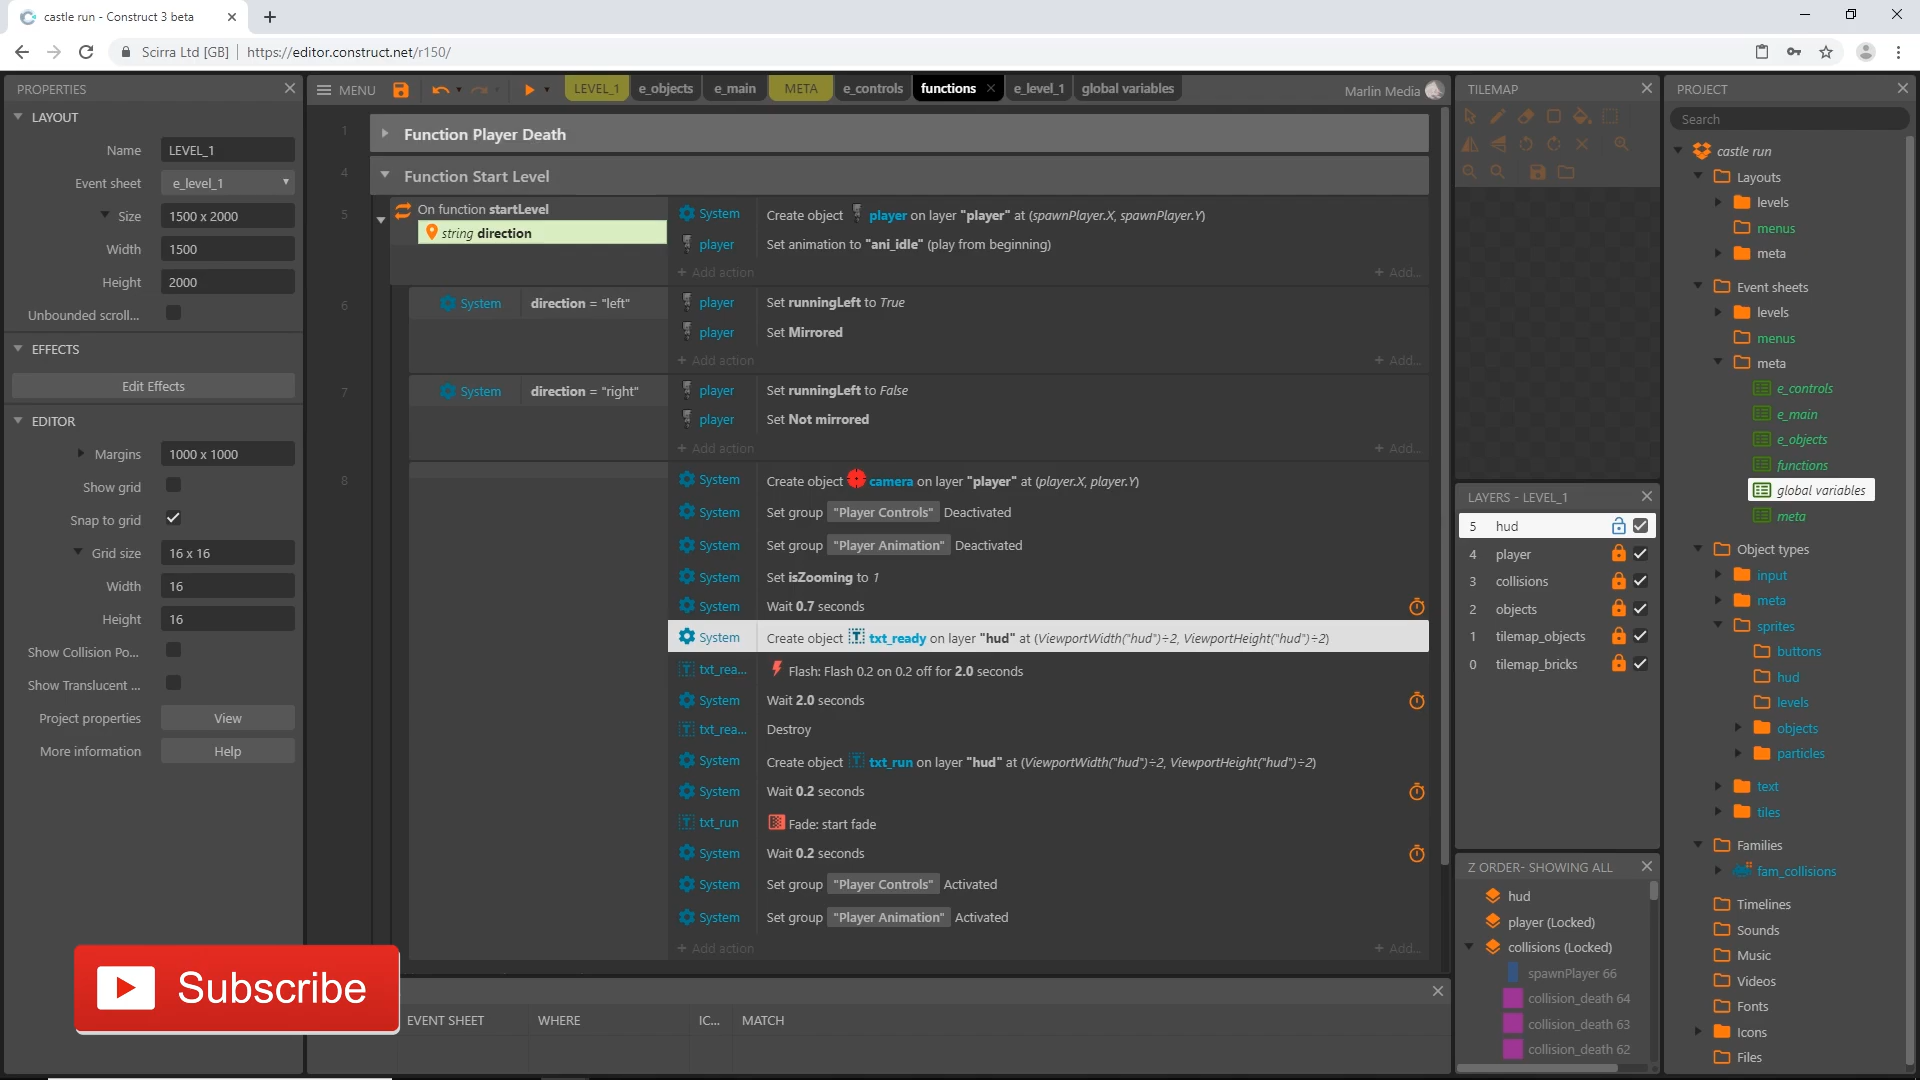 castle run - Construct 3 beta
Scirra Ltd [GB] | https://editor.construct.net/r150/
PROPERTIES
LAYOUT
Name LEVEL_1
Event sheet e_level_1
Size 1500 x 2000
Width 1500
Height 2000
Unbounded scroll...
EFFECTS
Edit Effects
EDITOR
Margins 1000 x 1000
Show grid
Snap to grid
Grid size 16 x 16
Width 16
Height 16
Show Collision Po...
Show Translucent ...
Project properties View
More information Help
MENU LEVEL_1 e_objects e_main META e_controls functions e_level_1 global variables Marlin Media
1 Function Player Death
4 Function Start Level
5 On function startLevel
string direction
System Create object player on layer "player" at (spawnPlayer.X, spawnPlayer.Y)
player Set animation to "ani_idle" (play from beginning)
+ Add action + Add...
6 System direction = "left"
player Set runningLeft to True
player Set Mirrored
+ Add action + Add...
7 System direction = "right"
player Set runningLeft to False
player Set Not mirrored
+ Add action + Add...
8 System Create object camera on layer "player" at (player.X, player.Y)
System Set group "Player Controls" Deactivated
System Set group "Player Animation" Deactivated
System Set isZooming to 1
System Wait 0.7 seconds
System Create object txt_ready on layer "hud" at (ViewportWidth("hud")÷2, ViewportHeight("hud")÷2)
txt_rea... Flash: Flash 0.2 on 0.2 off for 2.0 seconds
System Wait 2.0 seconds
txt_rea... Destroy
System Create object txt_run on layer "hud" at (ViewportWidth("hud")÷2, ViewportHeight("hud")÷2)
System Wait 0.2 seconds
txt_run Fade: start fade
System Wait 0.2 seconds
System Set group "Player Controls" Activated
System Set group "Player Animation" Activated
+ Add action + Add...
Subscribe
EVENT SHEET WHERE IC... MATCH
TILEMAP
LAYERS - LEVEL_1
5 hud
4 player
3 collisions
2 objects
1 tilemap_objects
0 tilemap_bricks
Z ORDER- SHOWING ALL
hud
player (Locked)
collisions (Locked)
spawnPlayer 66
collision_death 64
collision_death 63
collision_death 62
PROJECT
Search
castle run
Layouts
levels
menus
meta
Event sheets
levels
menus
meta
e_controls
e_main
e_objects
functions
global variables
meta
Object types
input
meta
sprites
buttons
hud
levels
objects
particles
text
tiles
Families
fam_collisions
Timelines
Sounds
Music
Videos
Fonts
Icons
Files